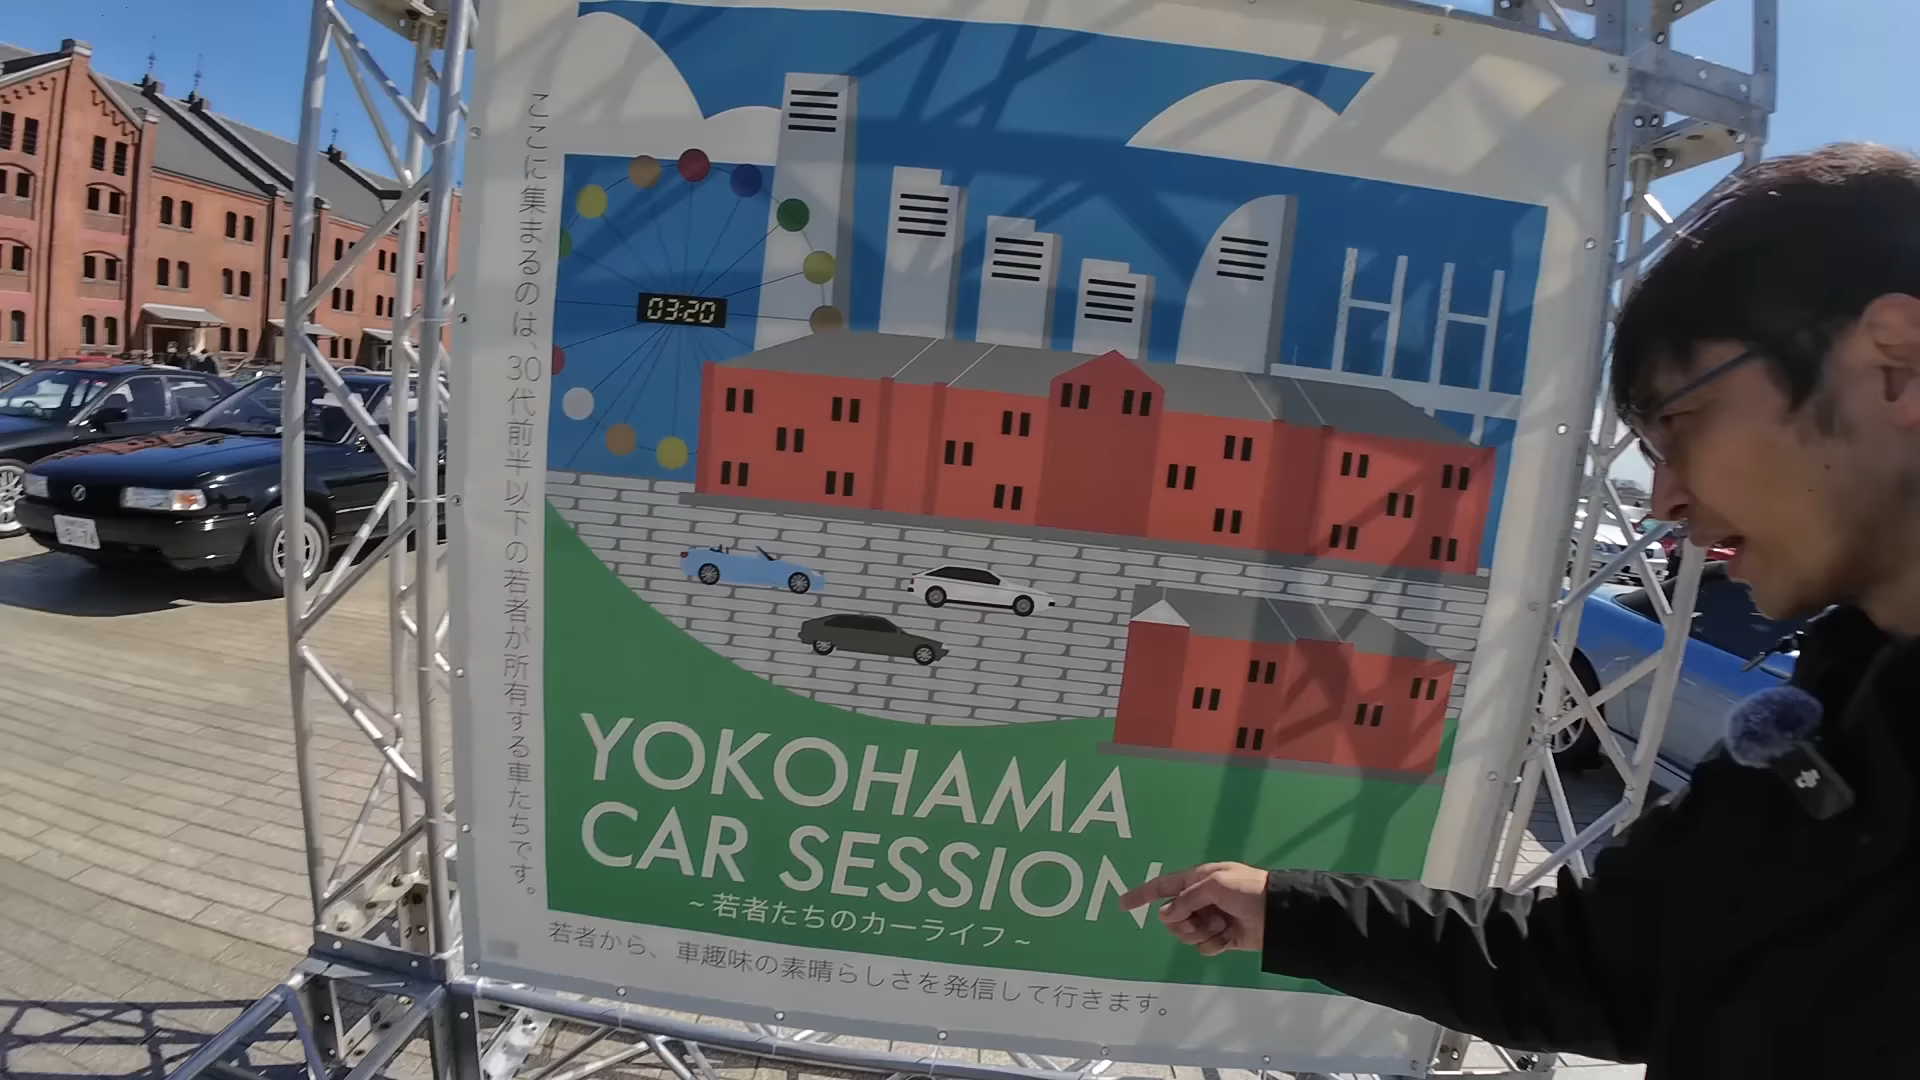 ここに集まるのは、30代前半以下の若者が所有する車たちです。
03:20
YOKOHAMA
CAR SESSION
~若者たちのカーライフ~
若者から、車趣味の素晴らしさを発信して行きます。